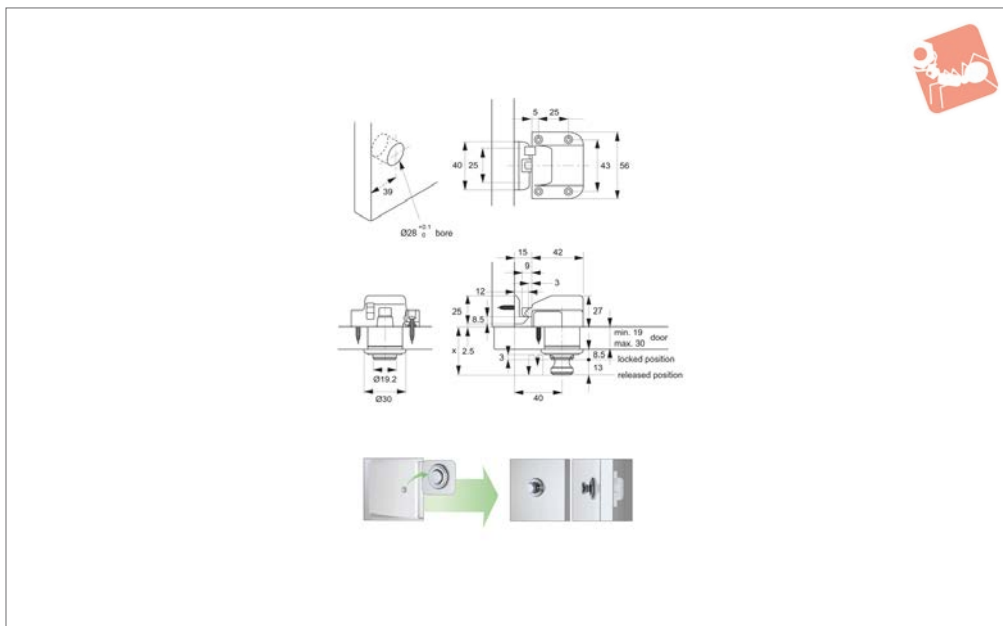 5 25
40 25 43 56
39
Ø28 +0.1 0 bore
15 42
9
3
12
25 8.5 27
min. 19 door
max. 30
x 2.5
3 8.5 locked position
13
released position
Ø19.2
Ø30
40